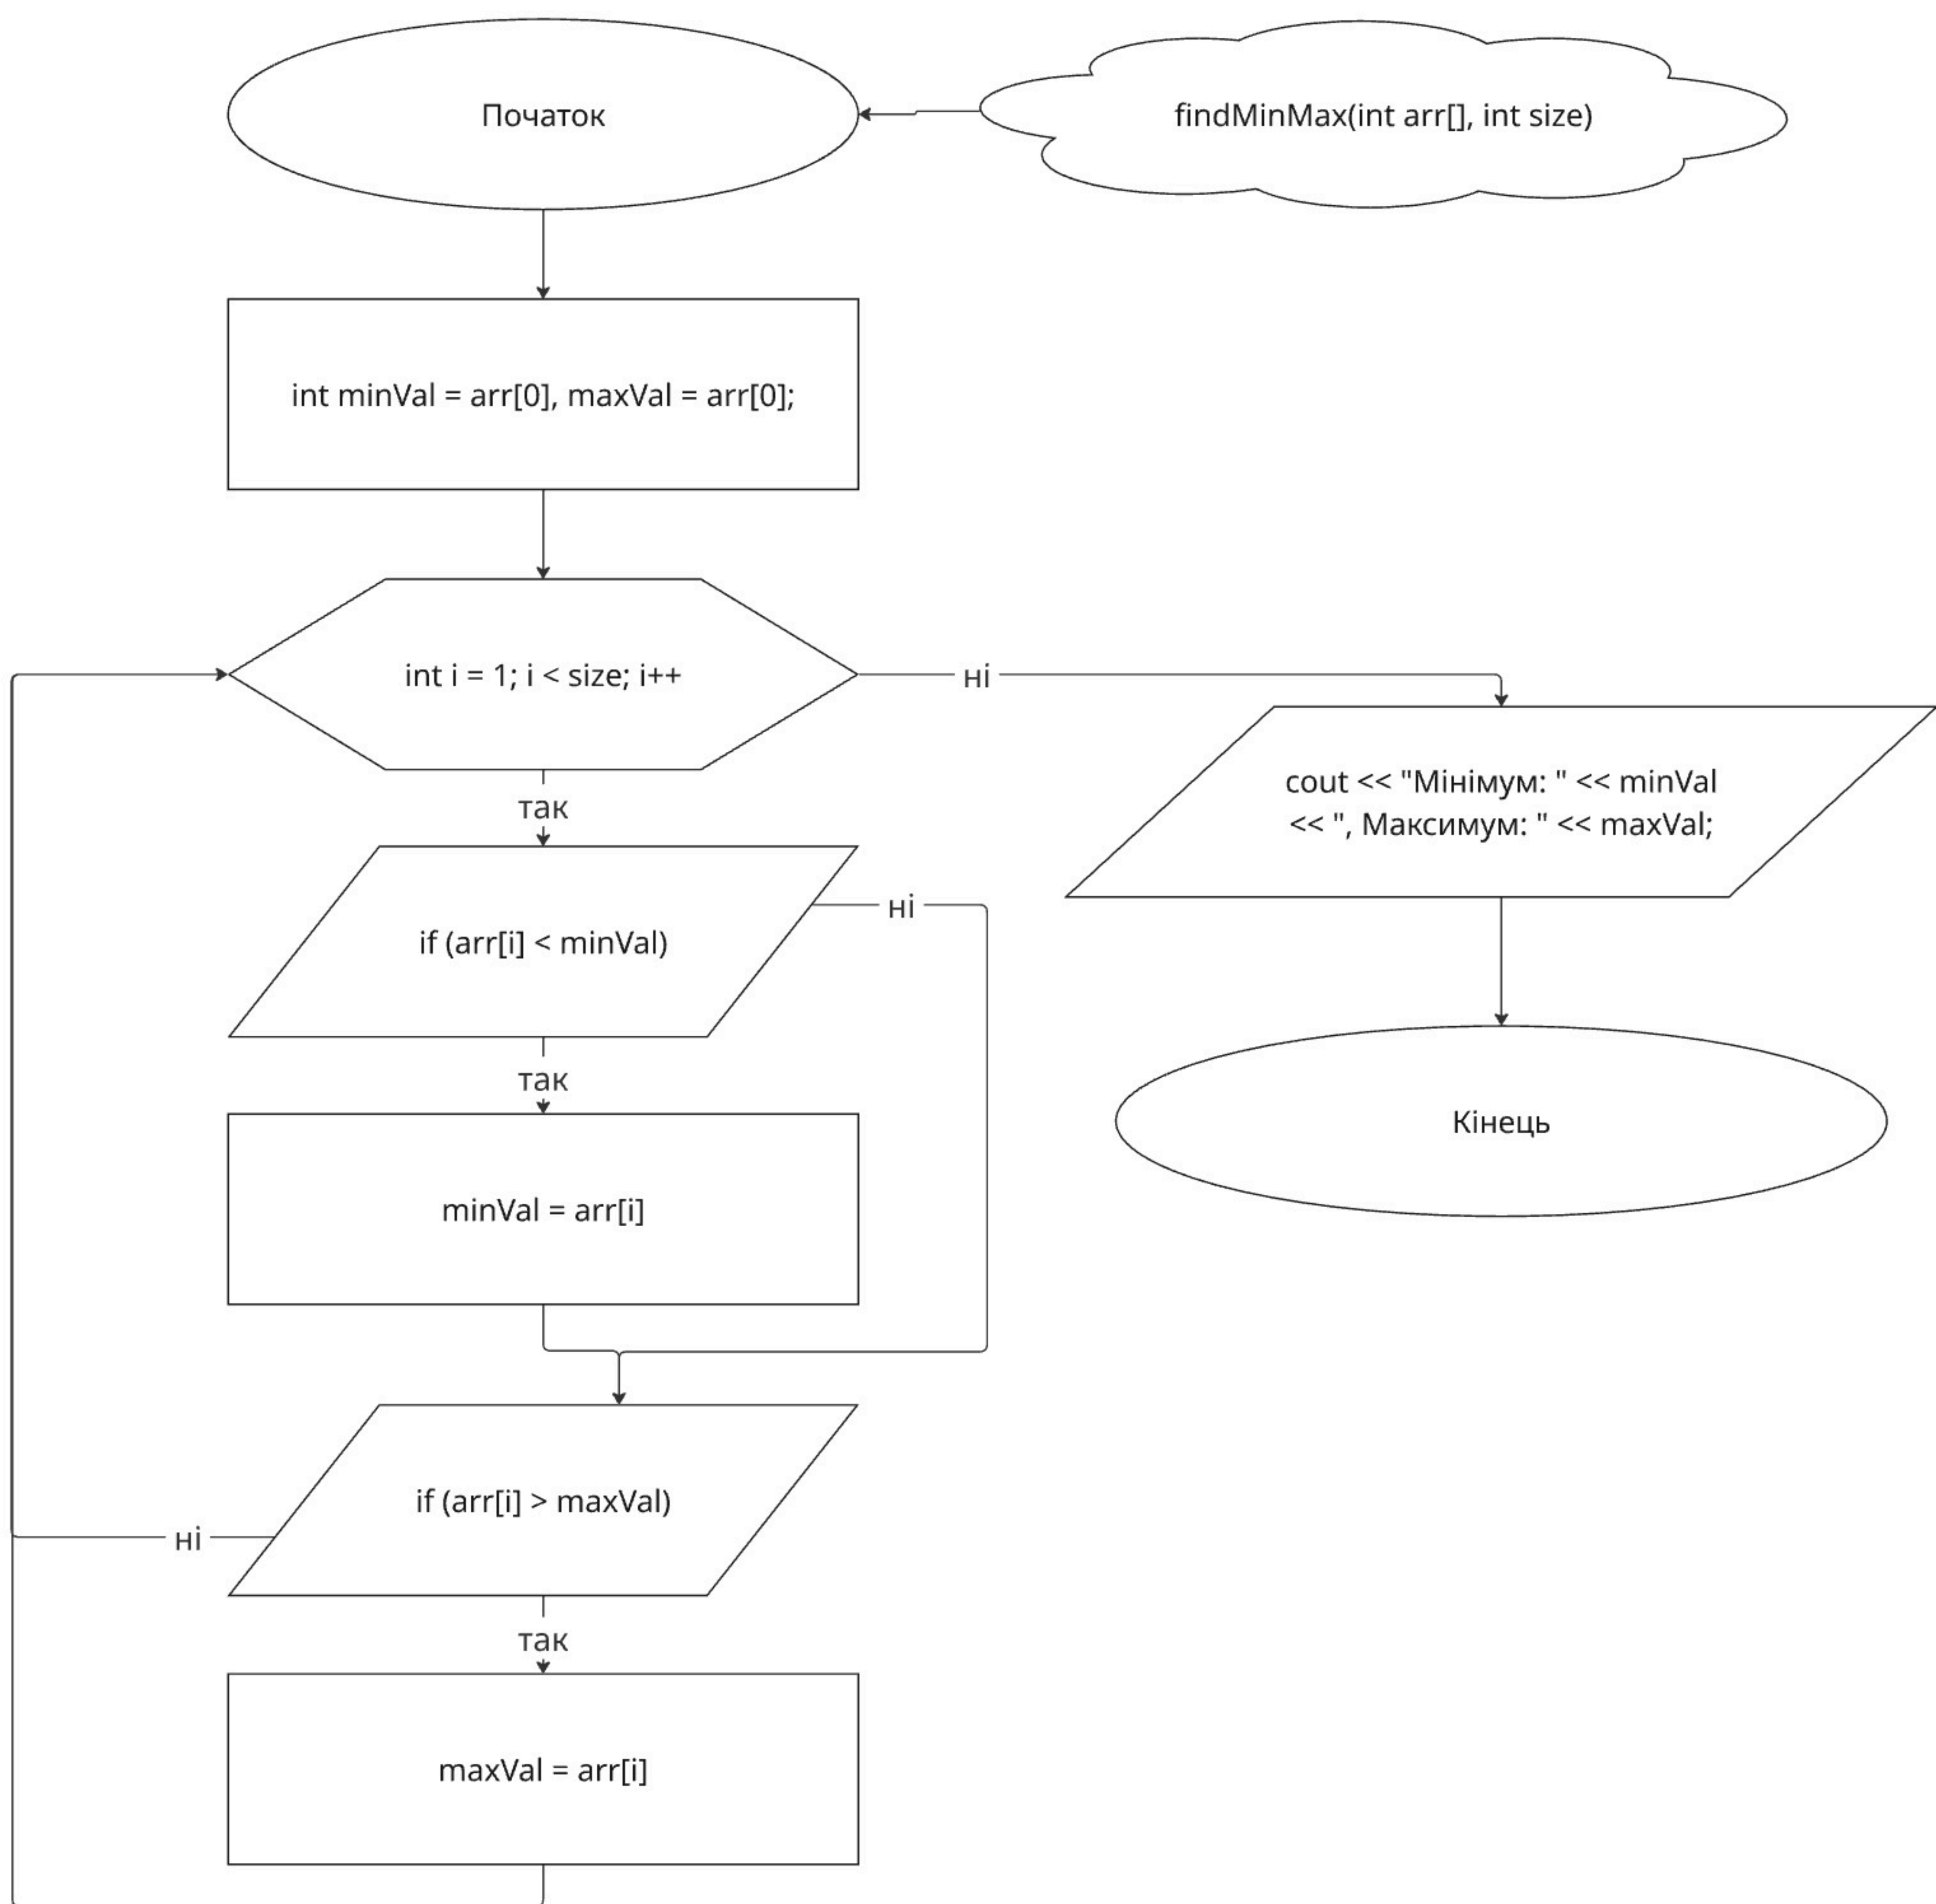 Початок
findMinMax(int arr[], int size)
int minVal = arr[0], maxVal = arr[0];
int i = 1; i < size; i++
ні
так
cout << "Мінімум: " << minVal
<< ", Максимум: " << maxVal;
if (arr[i] < minVal)
ні
так
Кінець
minVal = arr[i]
if (arr[i] > maxVal)
ні
так
maxVal = arr[i]